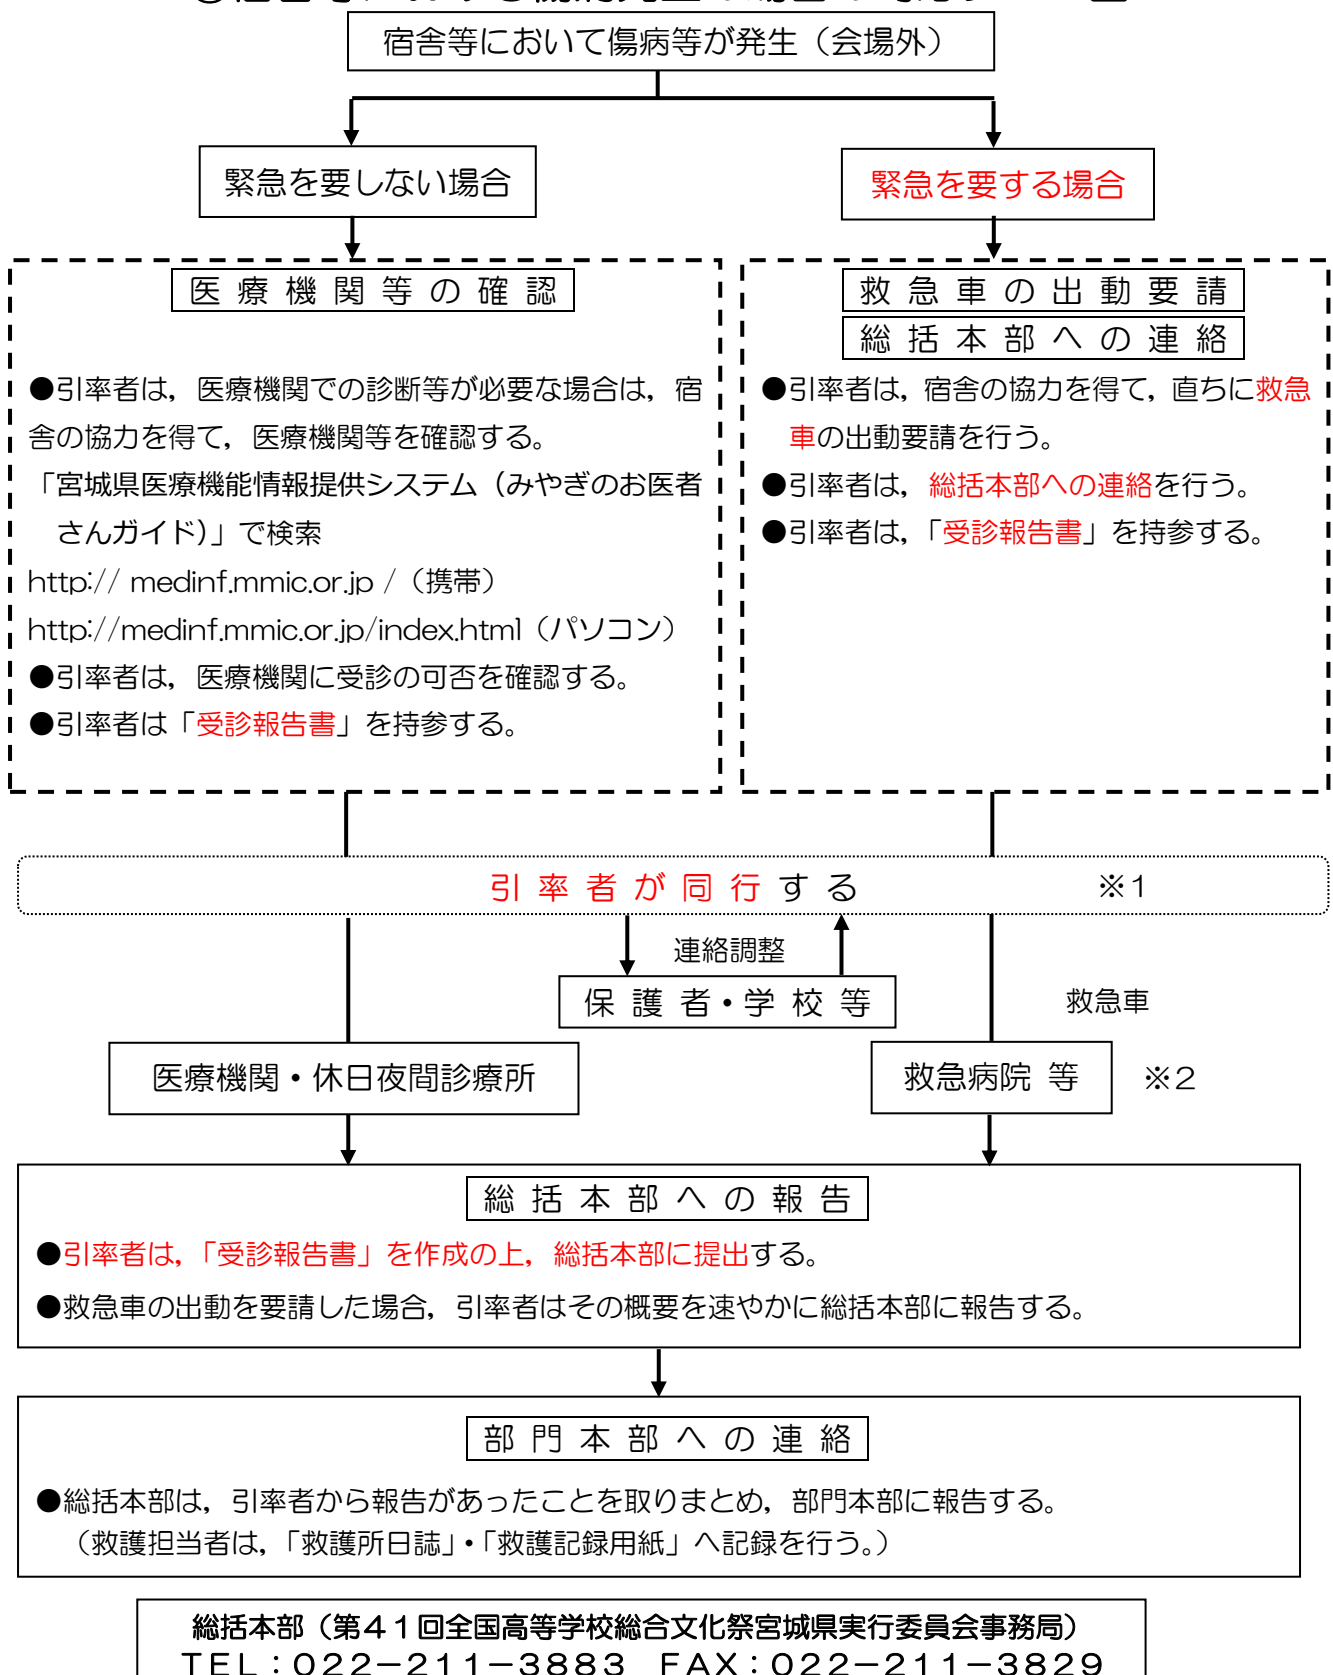 宿舎等において傷病等が発生（会場外）
緊急を要しない場合
緊急を要する場合
医療機関等の確認
●引率者は，医療機関での診断等が必要な場合は，宿
舎の協力を得て，医療機関等を確認する。
「宮城県医療機能情報提供システム（みやぎのお医者
さんガイド）」で検索
http:// medinf.mmic.or.jp /（携帯）
http://medinf.mmic.or.jp/index.html（パソコン）
●引率者は，医療機関に受診の可否を確認する。
●引率者は「受診報告書」を持参する。
救急車の出動要請
総括本部への連絡
●引率者は，宿舎の協力を得て，直ちに救急
車の出動要請を行う。
●引率者は，総括本部への連絡を行う。
●引率者は，「受診報告書」を持参する。
引率者が同行する ※1
連絡調整
保護者・学校等
救急車
医療機関・休日夜間診療所
救急病院 等 ※2
総括本部への報告
●引率者は，「受診報告書」を作成の上，総括本部に提出する。
●救急車の出動を要請した場合，引率者はその概要を速やかに総括本部に報告する。
部門本部への連絡
●総括本部は，引率者から報告があったことを取りまとめ，部門本部に報告する。
（救護担当者は，「救護所日誌」・「救護記録用紙」へ記録を行う。）
総括本部（第４１回全国高等学校総合文化祭宮城県実行委員会事務局）
ＴＥＬ：０２２－２１１－３８８３　ＦＡＸ：０２２－２１１－３８２９